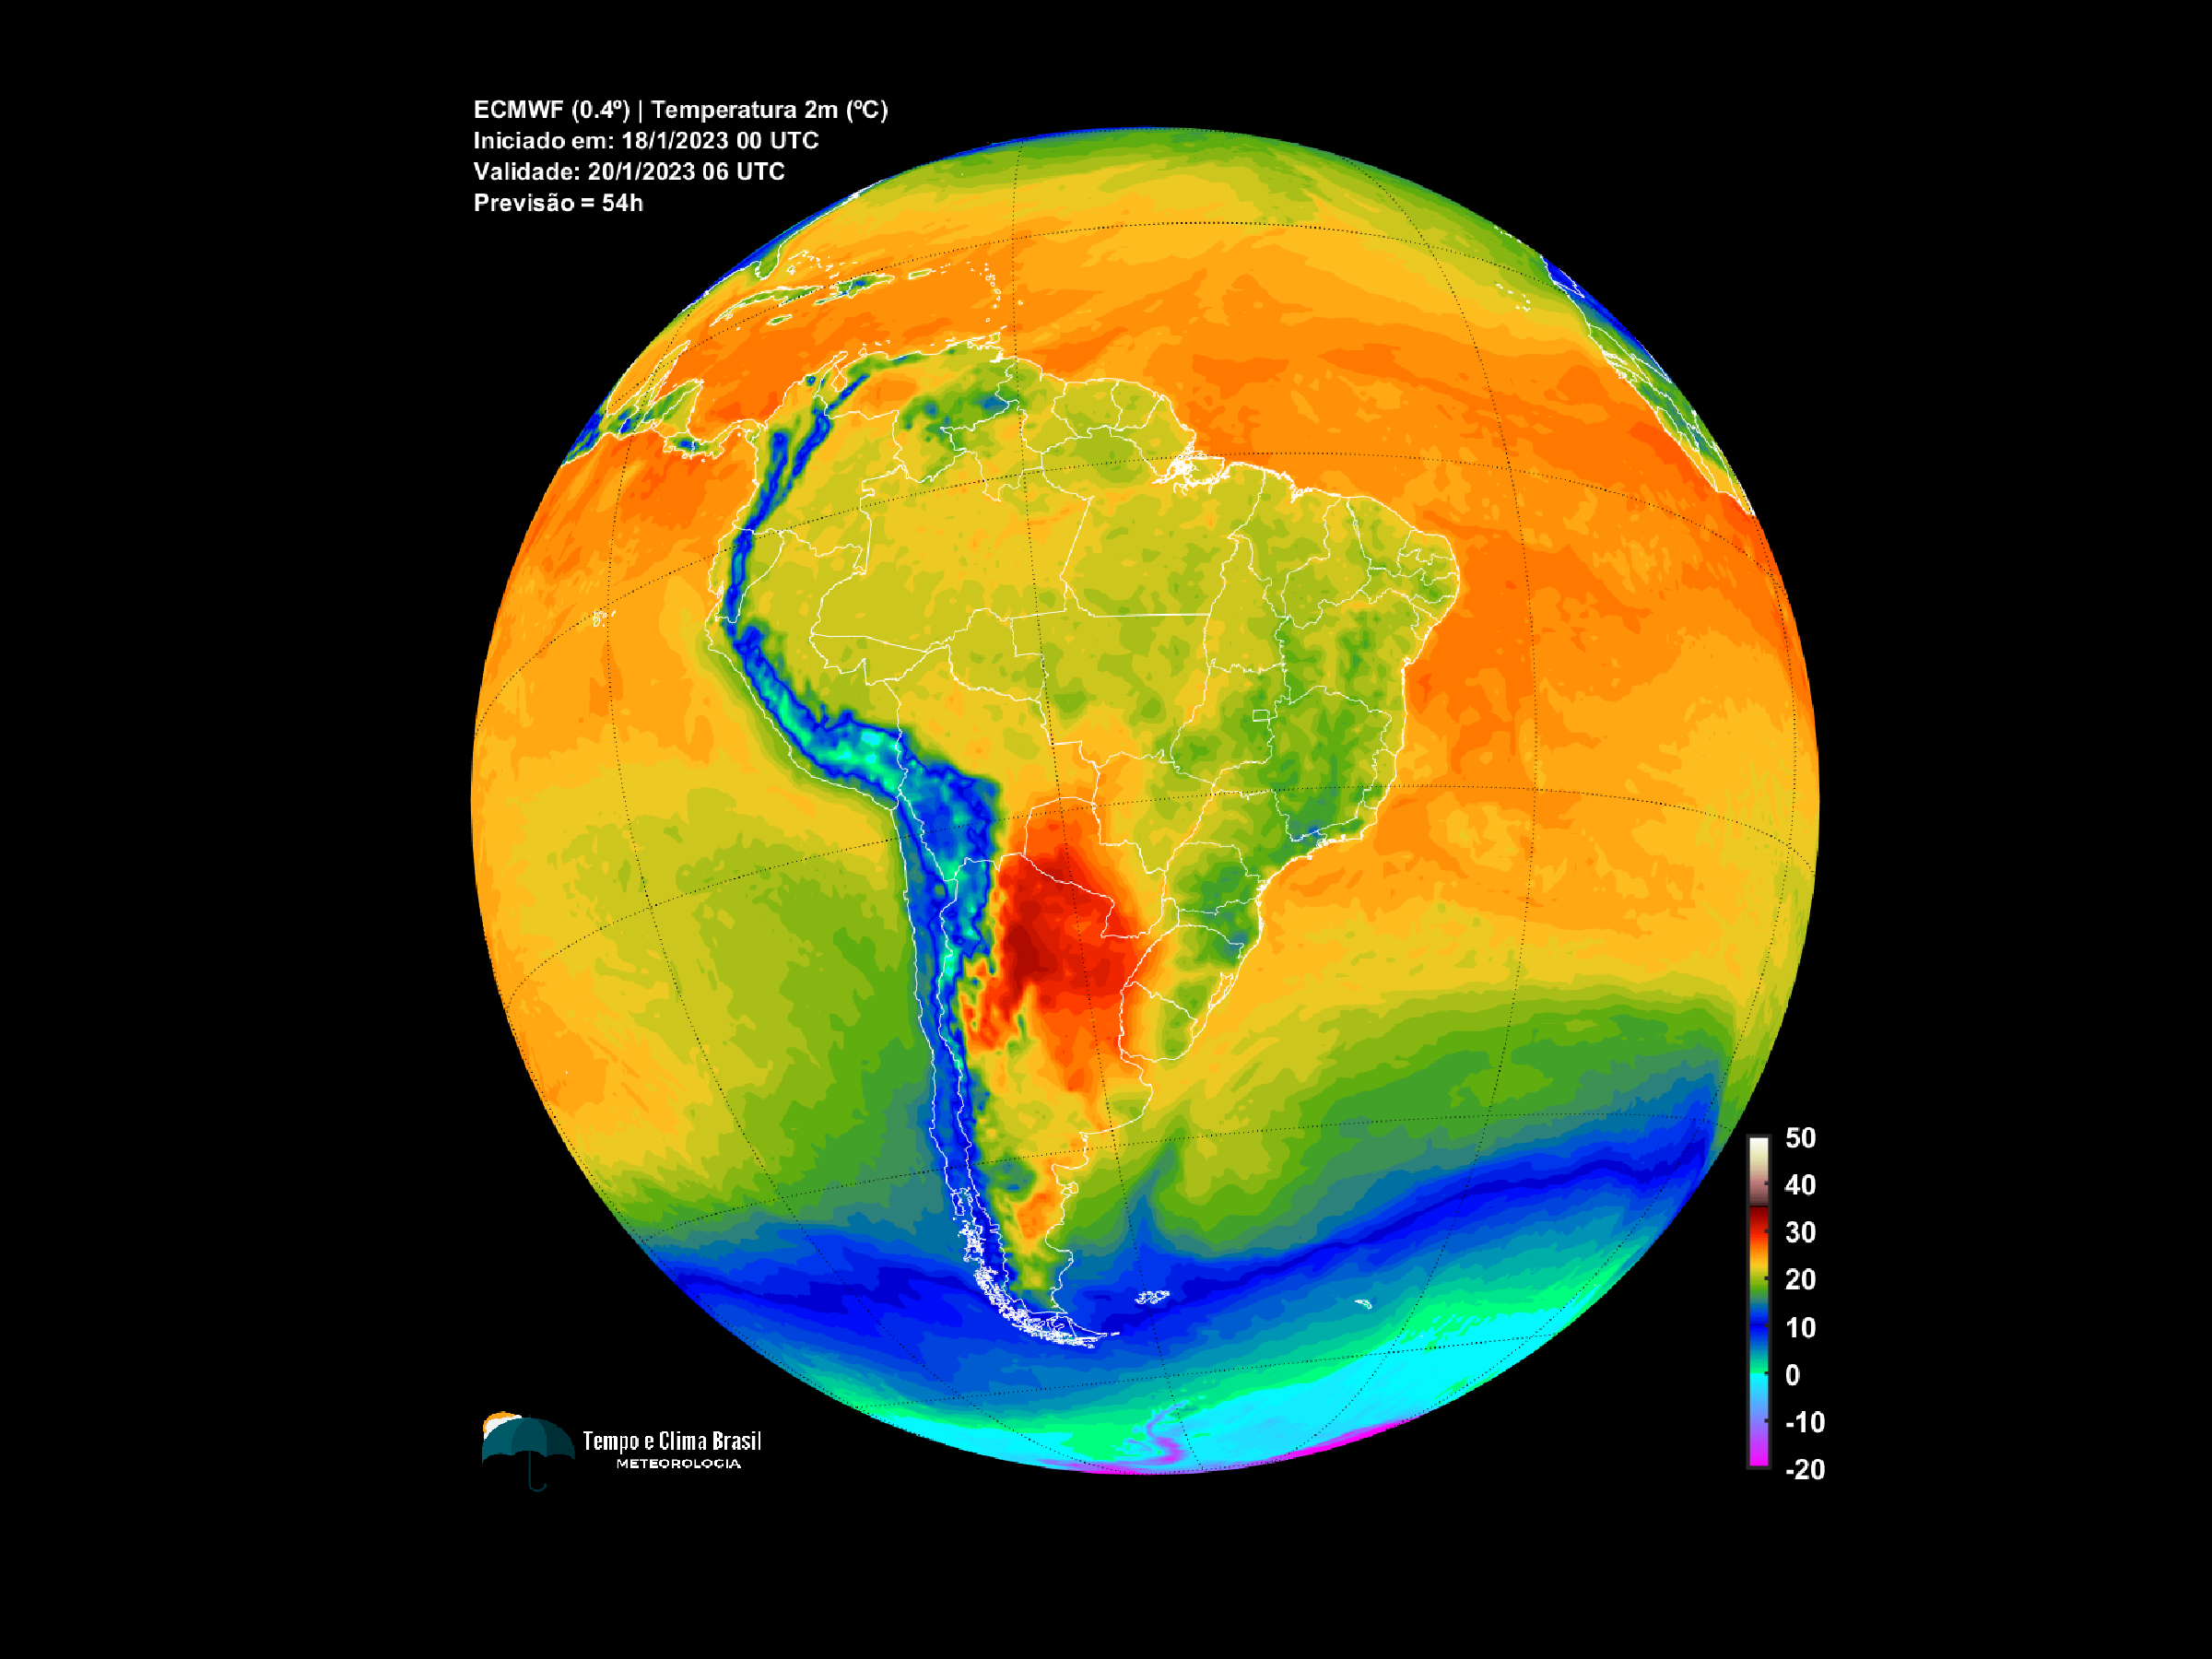 ECMWF (0.4º) | Temperatura 2m (ºC)
Iniciado em: 18/1/2023 00 UTC
Validade: 20/1/2023 06 UTC
Previsão = 54h
50
40
30
20
10
0
-10
-20
Tempo e Clima Brasil
METEOROLOGIA